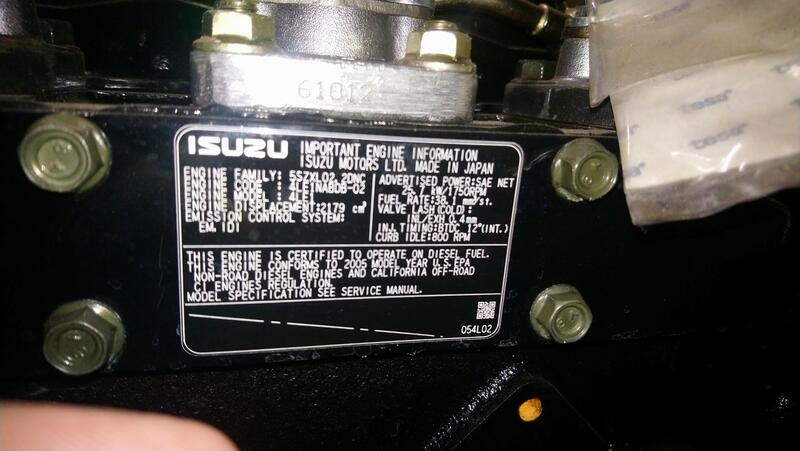 61012
ISUZU IMPORTANT ENGINE INFORMATION
ISUZU MOTORS LTD. MADE IN JAPAN
ENGINE FAMILY: 5SZXL02.2DNC
ENGINE CODE : 4LE1NABDB-02
ENGINE MODEL: 4LE1
ENGINE DISPLACEMENT: 2179 cm³
EMISSION CONTROL SYSTEM:
EM, IDI
ADVERTISED POWER:SAE NET
kW/1750RPM
FUEL RATE:38.1 mm³/st.
VALVE LASH(COLD):
IN./EXH 0.4mm
INJ.TIMING:BTDC 12°(INT.)
CURB IDLE:800 RPM
THIS ENGINE IS CERTIFIED TO OPERATE ON DIESEL FUEL.
THIS ENGINE CONFORMS TO 2005 MODEL YEAR U.S.EPA
NON-ROAD DIESEL ENGINES AND CALIFORNIA OFF-ROAD
CI ENGINES REGULATION.
MODEL SPECIFICATION SEE SERVICE MANUAL.
054L02